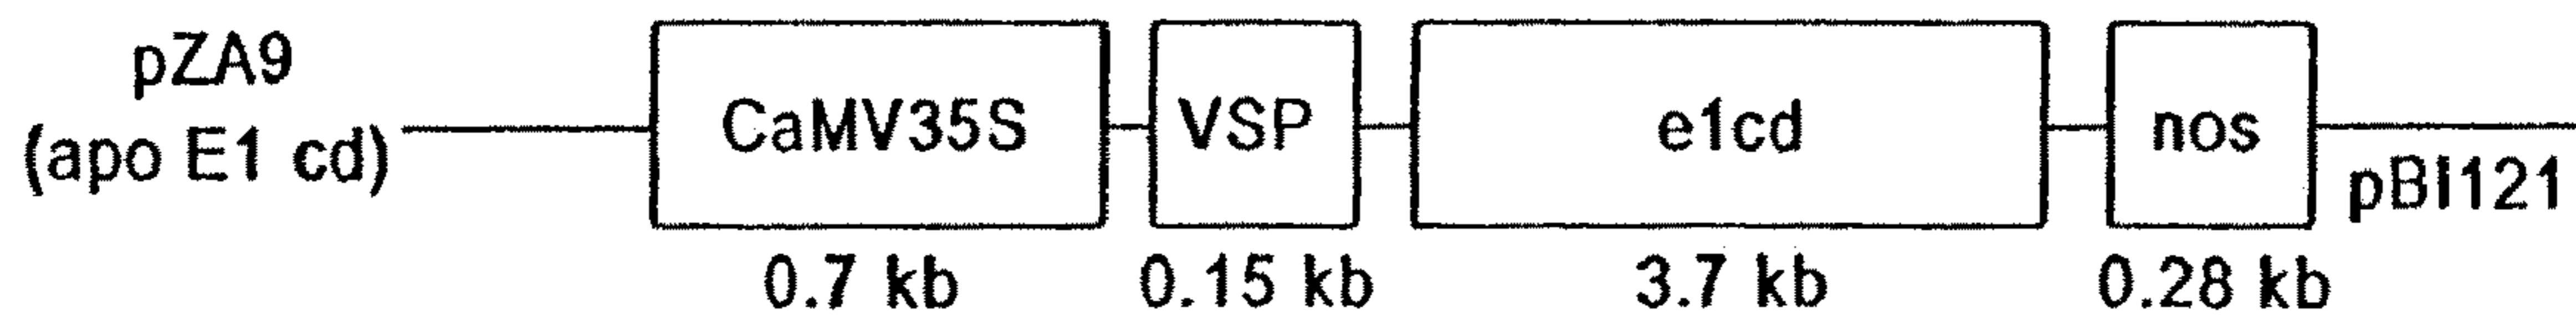 pZA9
(apo E1 cd)
CaMV35S
VSP
e1cd
nos
pBI121
0.7 kb
0.15 kb
3.7 kb
0.28 kb